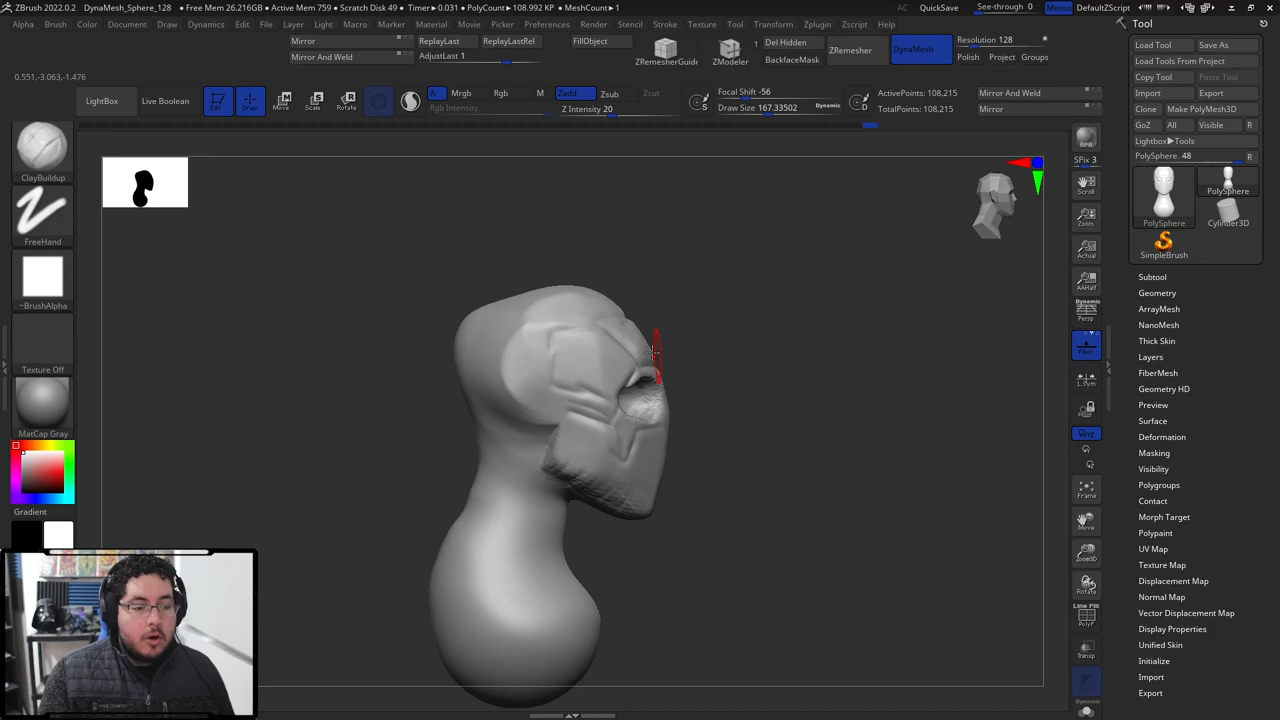 ZBrush 2022.0.2 DynaMesh_Sphere_128 • Free Mem 26.216GB • Active Mem 759 • Scratch Disk 49 • Timer▶0.031 • PolyCount▶108.992 KP • MeshCount▶1 AC QuickSave See-through 0 Menus DefaultZScript
Alpha Brush Color Document Draw Dynamics Edit File Layer Light Macro Marker Material Movie Picker Preferences Render Stencil Stroke Texture Tool Transform Zplugin Zscript Help
Mirror
Mirror And Weld
ReplayLast ReplayLastRel
AdjustLast 1
FillObject
ZRemesherGuide
1
ZModeler
Del Hidden
BackfaceMask
ZRemesher
DynaMesh
Resolution 128
Polish Project Groups
0.551,-3.063,-1.476
LightBox Live Boolean Edit Draw Move Scale Rotate
A Mrgb Rgb M Zadd Zsub Zcut
Rgb Intensity
Z Intensity 20
S
Focal Shift -56
Draw Size 167.33502 Dynamic
D
ActivePoints: 108,215
TotalPoints: 108,215
Mirror And Weld
Mirror
ClayBuildup
FreeHand
~BrushAlpha
Texture Off
MatCap Gray
Gradient
BPR
SPix 3
Scroll
Zoom
Actual
AAHalf
Dynamic
Persp
Floor
L.Sym
Frame
Move
Zoom3D
Rotate
Line Fill
PolyF
Transp
Dynamic
Tool
Load Tool Save As
Load Tools From Project
Copy Tool Paste Tool
Import Export
Clone Make PolyMesh3D
GoZ All Visible R
Lightbox▶Tools
PolySphere. 48 R
PolySphere
PolySphere
Cylinder3D
SimpleBrush
Subtool
Geometry
ArrayMesh
NanoMesh
Thick Skin
Layers
FiberMesh
Geometry HD
Preview
Surface
Deformation
Masking
Visibility
Polygroups
Contact
Morph Target
Polypaint
UV Map
Texture Map
Displacement Map
Normal Map
Vector Displacement Map
Display Properties
Unified Skin
Initialize
Import
Export